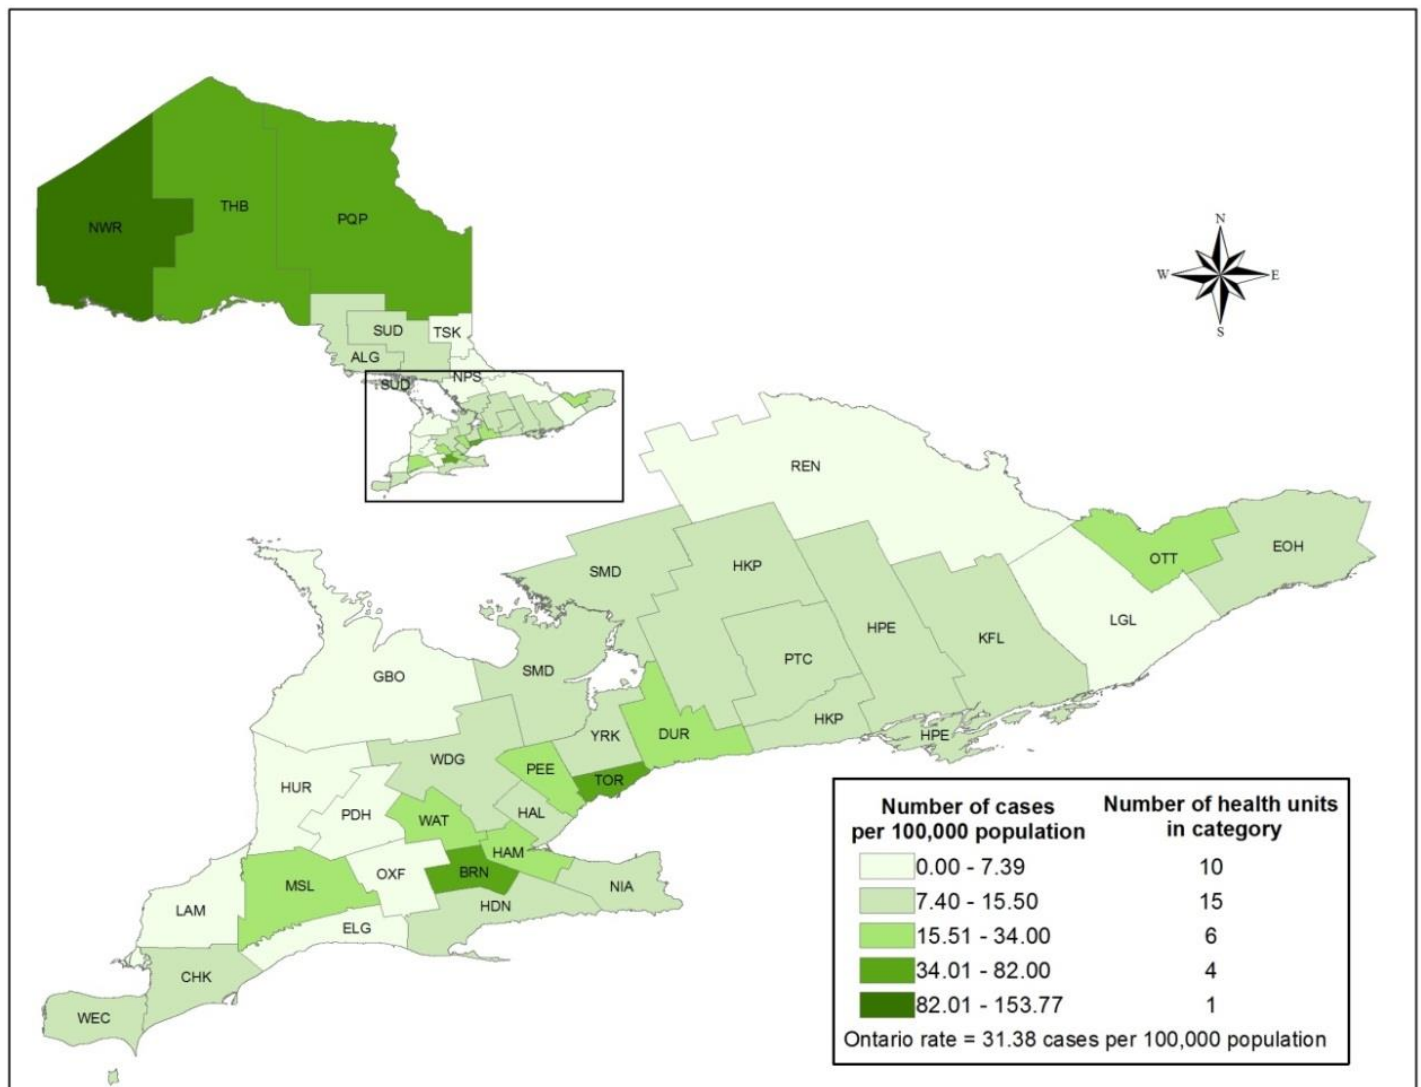 NWR
THB
PQP
SUD
TSK
ALG
SUD
NPS
N
W
E
S
REN
OTT
EOH
SMD
HKP
HPE
KFL
LGL
PTC
GBO
SMD
HKP
YRK
DUR
HPE
WDG
PEE
TOR
HUR
PDH
WAT
HAL
HAM
MSL
OXF
BRN
NIA
LAM
HDN
ELG
CHK
WEC
Number of cases
per 100,000 population
Number of health units
in category
0.00 - 7.39 10
7.40 - 15.50 15
15.51 - 34.00 6
34.01 - 82.00 4
82.01 - 153.77 1
Ontario rate = 31.38 cases per 100,000 population